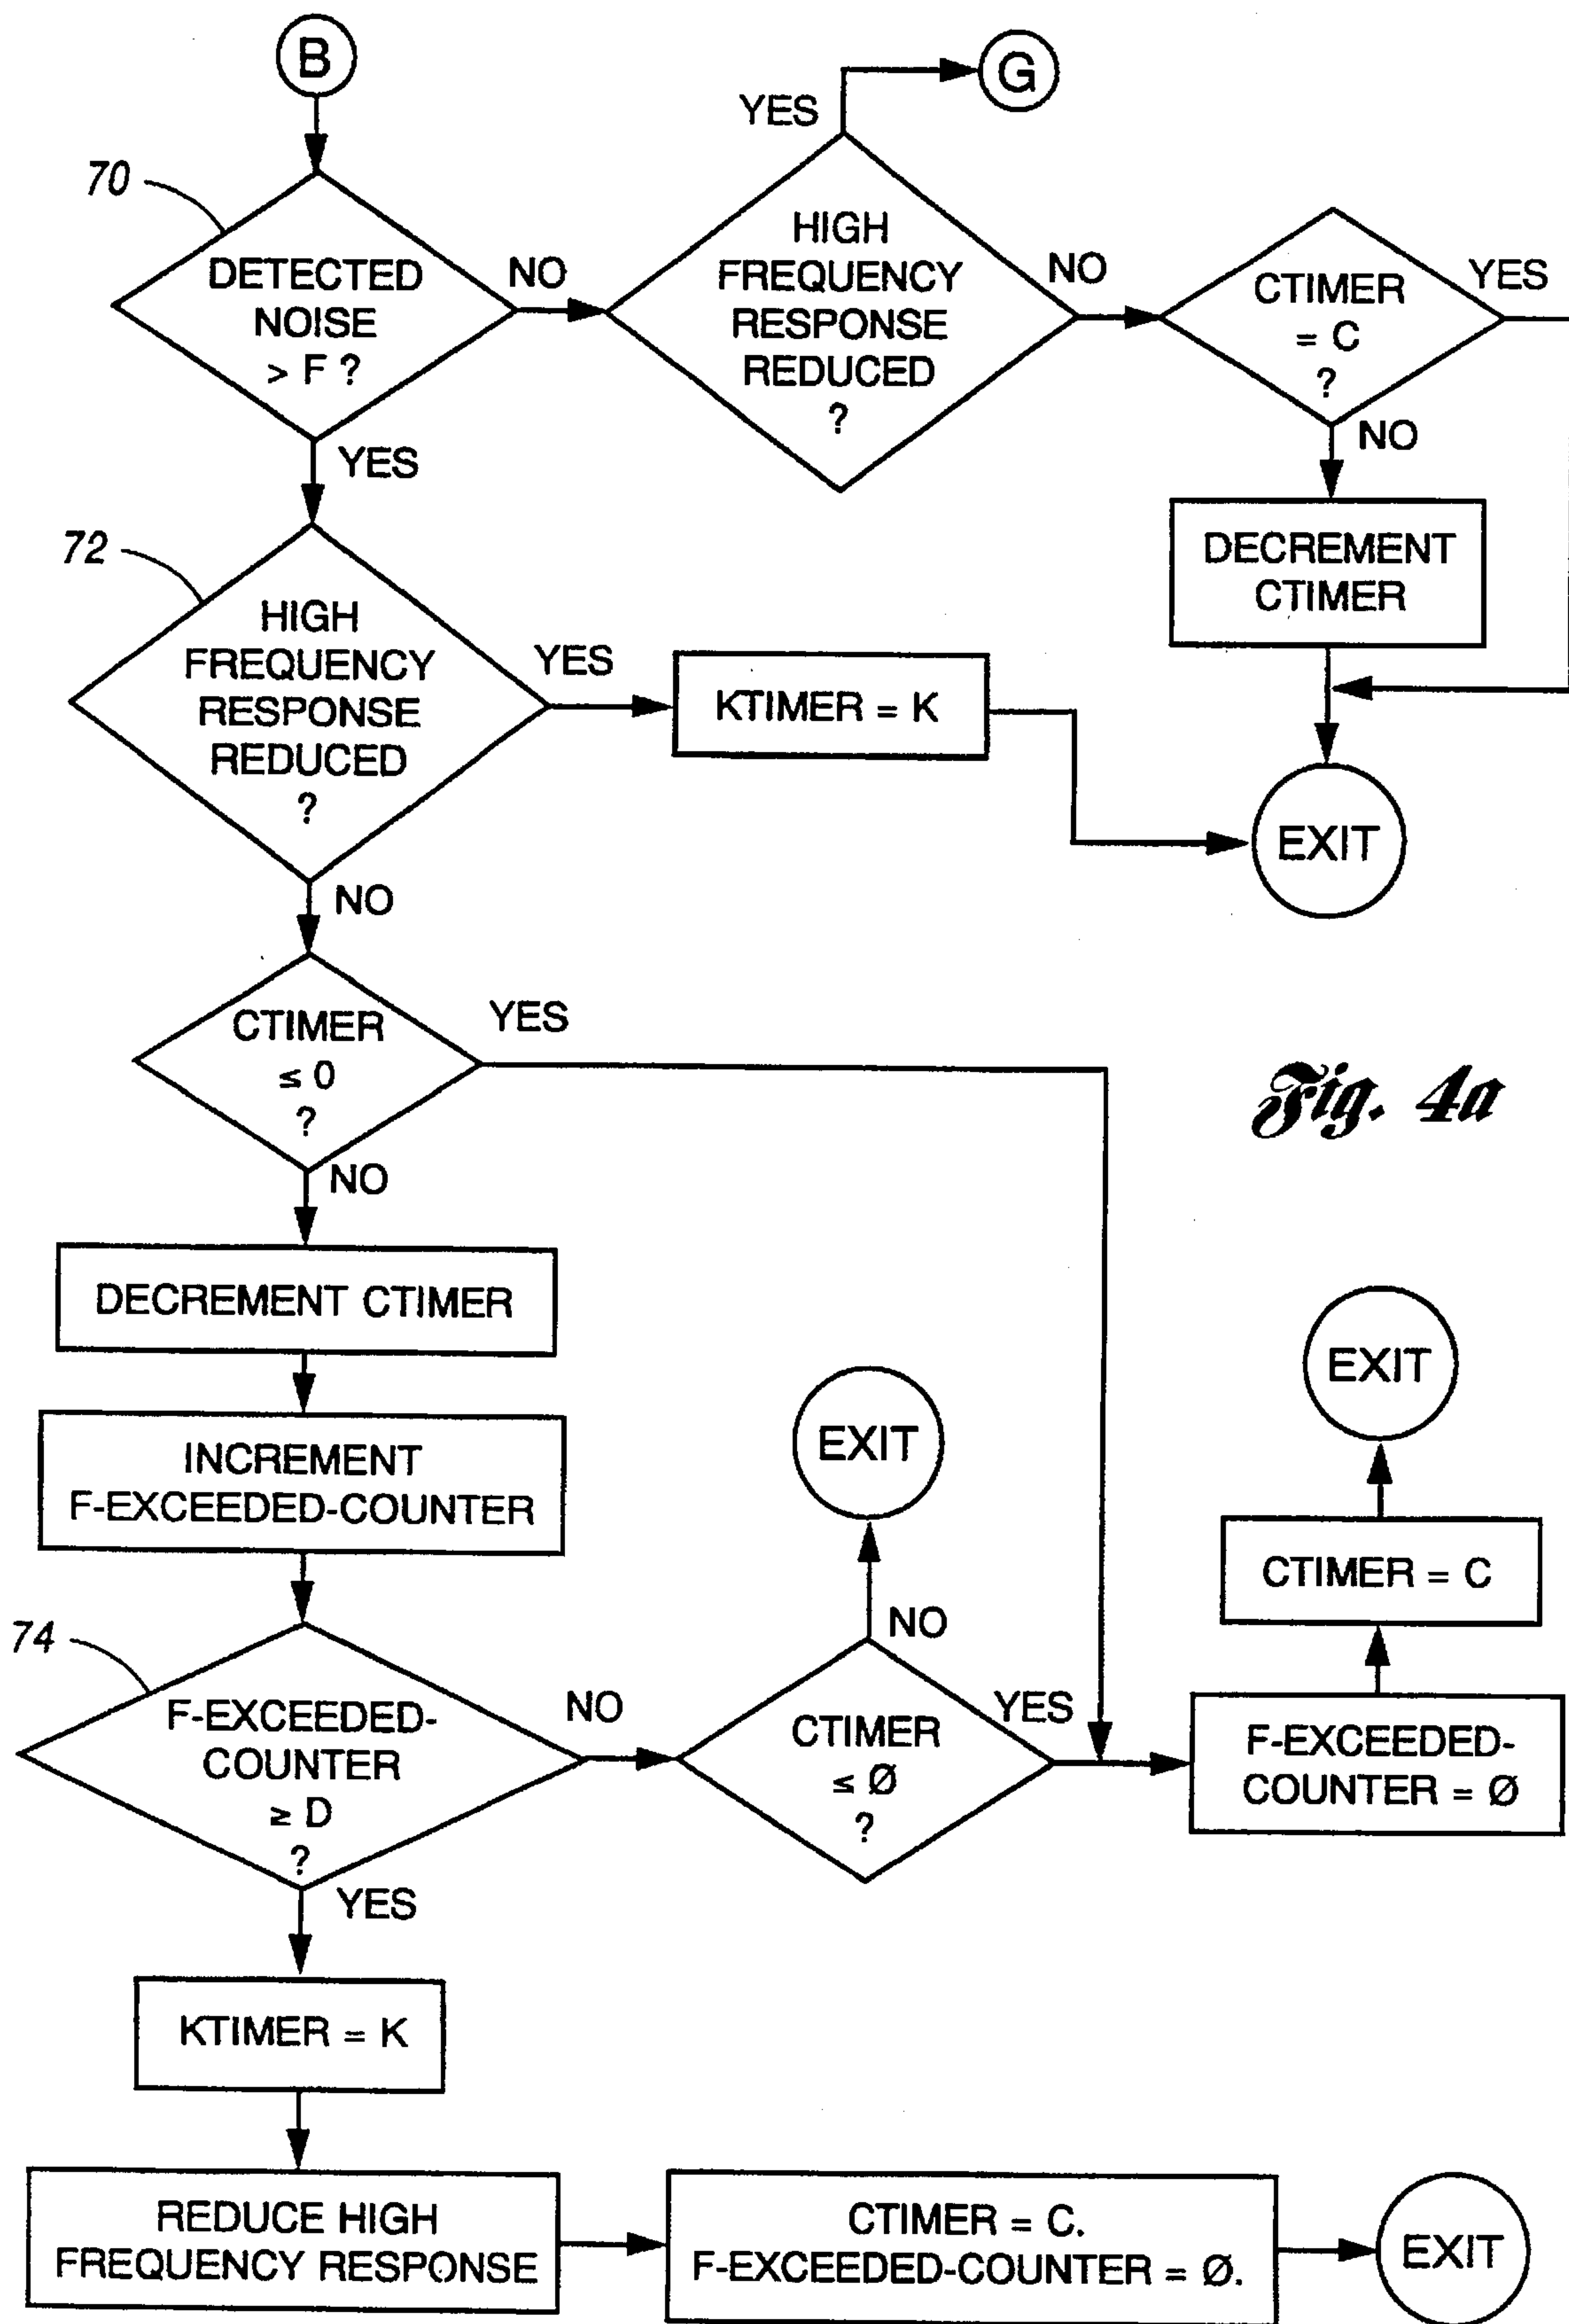 B
G
70
YES
DETECTED
NOISE
> F ?
NO
YES
HIGH
FREQUENCY
RESPONSE
REDUCED
?
NO
CTIMER
= C
?
YES
NO
DECREMENT
CTIMER
72
HIGH
FREQUENCY
RESPONSE
REDUCED
?
YES
KTIMER = K
EXIT
NO
CTIMER
≤ 0
?
YES
Fig. 4a
NO
DECREMENT CTIMER
INCREMENT
F-EXCEEDED-COUNTER
EXIT
EXIT
CTIMER = C
74
F-EXCEEDED-
COUNTER
≥ D
?
NO
NO
CTIMER
≤ Ø
?
YES
F-EXCEEDED-
COUNTER = Ø
YES
KTIMER = K
REDUCE HIGH
FREQUENCY RESPONSE
CTIMER = C.
F-EXCEEDED-COUNTER = Ø.
EXIT